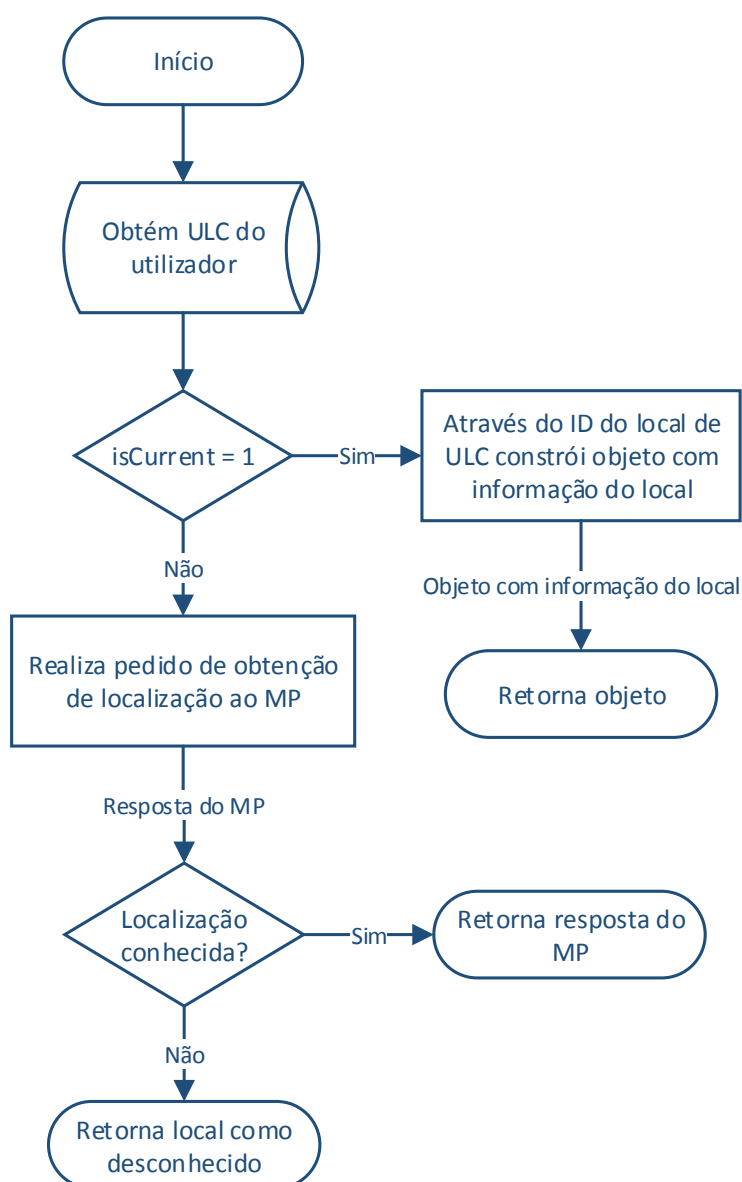 Início
Obtém ULC do
utilizador
isCurrent = 1
Sim
Através do ID do local de
ULC constrói objeto com
informação do local
Não
Objeto com informação do local
Realiza pedido de obtenção
de localização ao MP
Retorna objeto
Resposta do MP
Localização
conhecida?
Sim
Retorna resposta do
MP
Não
Retorna local como
desconhecido